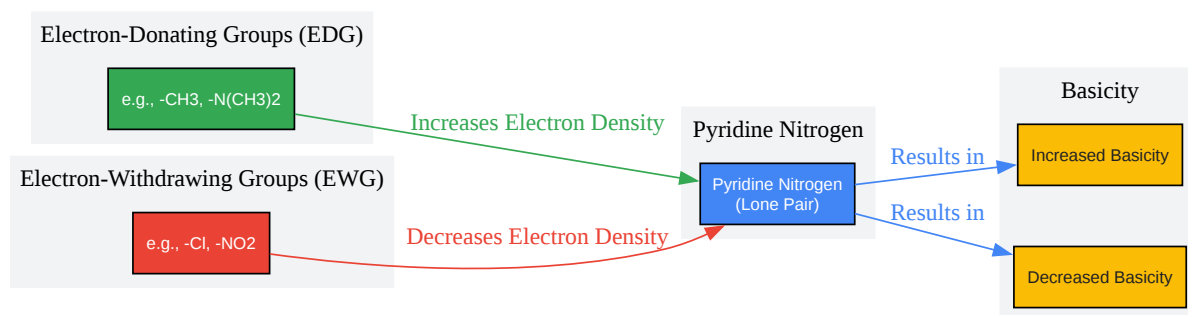 Electron-Donating Groups (EDG)
e.g., -CH3, -N(CH3)2
Increases Electron Density
Electron-Withdrawing Groups (EWG)
e.g., -Cl, -NO2
Decreases Electron Density
Pyridine Nitrogen
Pyridine Nitrogen
(Lone Pair)
Results in
Results in
Basicity
Increased Basicity
Decreased Basicity